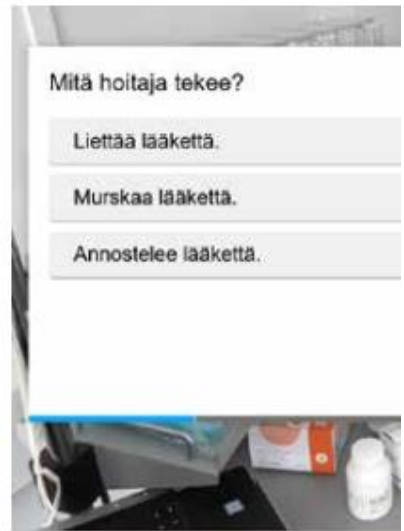 Mitä hoitaja tekee?
Liettää lääkettä.
Murskaa lääkettä.
Annostelee lääkettä.